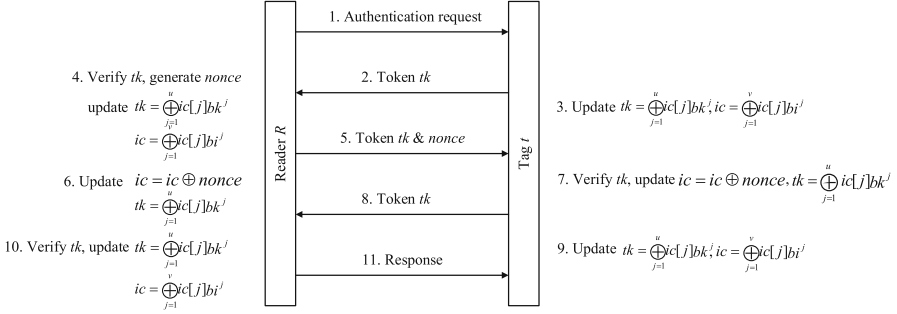 1. Authentication request
4. Verify tk, generate nonce
update tk = ⊕_{j=1}^{u} ic[j]bk^j
ic = ⊕_{j=1}^{v} ic[j]bi^j
2. Token tk
3. Update tk = ⊕_{j=1}^{u} ic[j]bk^j, ic = ⊕_{j=1}^{v} ic[j]bi^j
Reader R
Tag t
5. Token tk & nonce
6. Update ic = ic ⊕ nonce
tk = ⊕_{j=1}^{u} ic[j]bk^j
7. Verify tk, update ic = ic ⊕ nonce, tk = ⊕_{j=1}^{u} ic[j]bk^j
8. Token tk
10. Verify tk, update tk = ⊕_{j=1}^{u} ic[j]bk^j
ic = ⊕_{j=1}^{v} ic[j]bi^j
9. Update tk = ⊕_{j=1}^{u} ic[j]bk^j, ic = ⊕_{j=1}^{v} ic[j]bi^j
11. Response